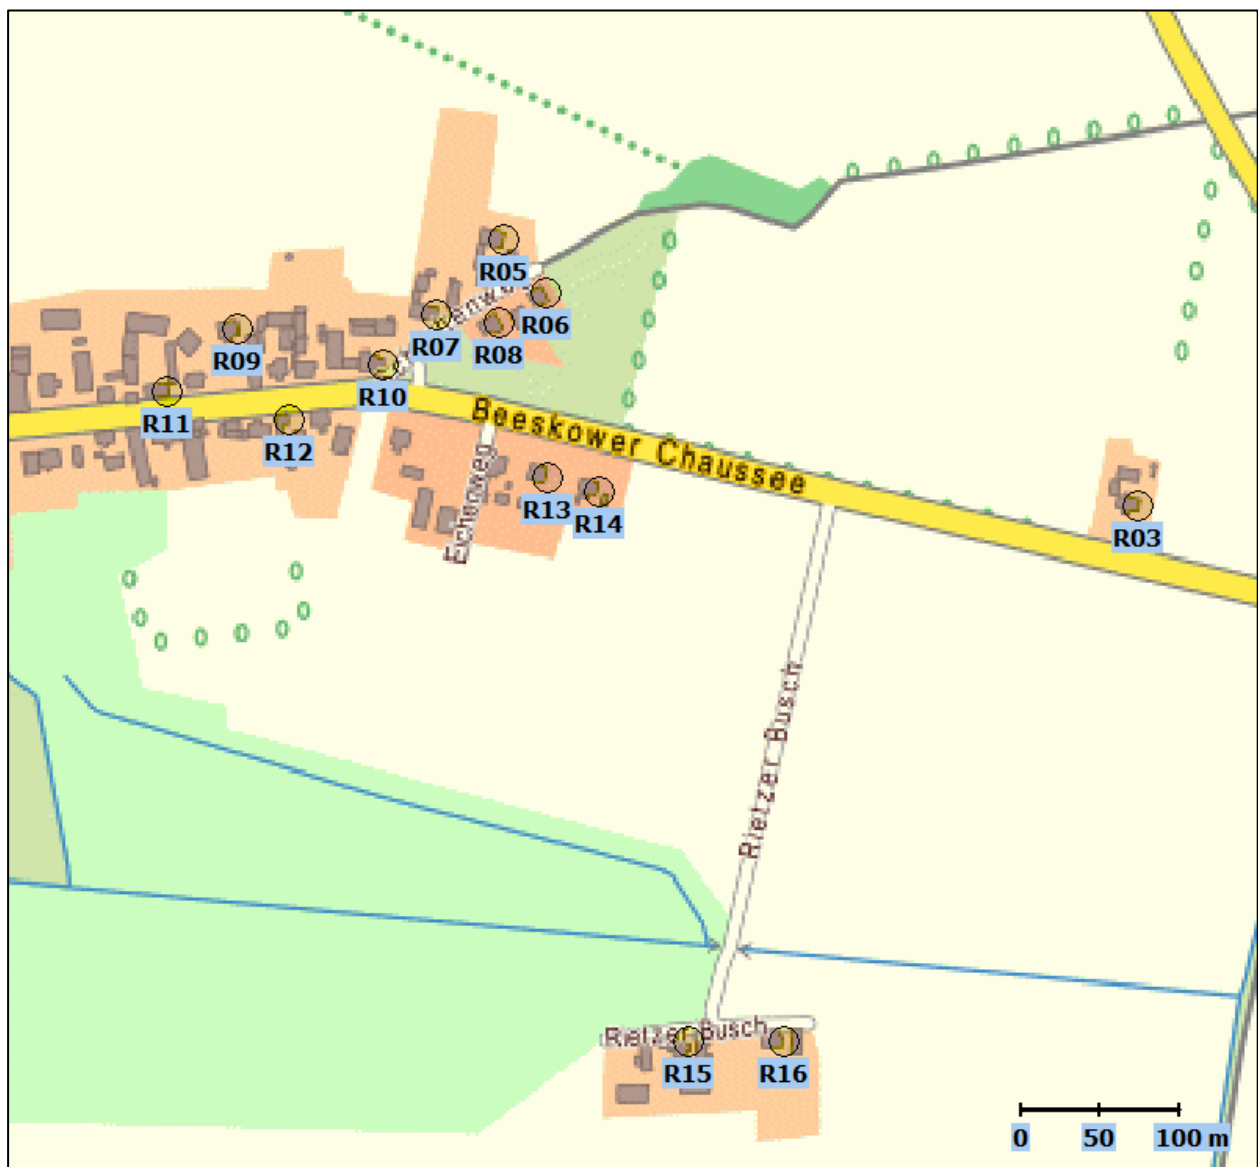 R05
R06
R07
R08
R09
R10
R11
Beeskower Chaussee
R12
Eichenweg
R13
R14
R03
Rietzer Busch
Rietzer Busch
R15
R16
0 50 100 m